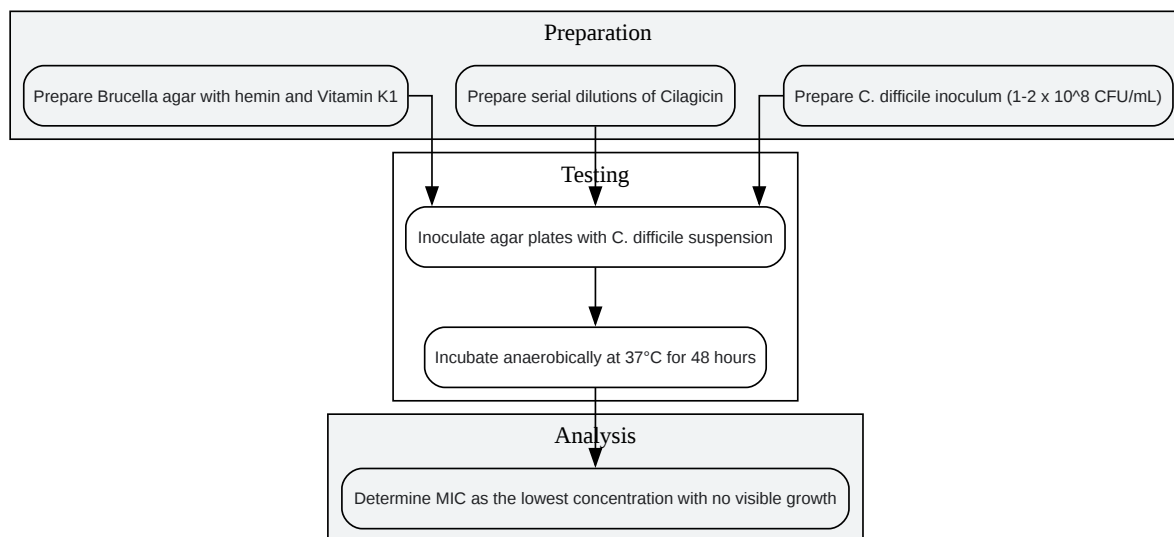 Preparation
Prepare Brucella agar with hemin and Vitamin K1
Prepare serial dilutions of Cilagicin
Prepare C. difficile inoculum (1-2 x 10^8 CFU/mL)
Testing
Inoculate agar plates with C. difficile suspension
Incubate anaerobically at 37°C for 48 hours
Analysis
Determine MIC as the lowest concentration with no visible growth